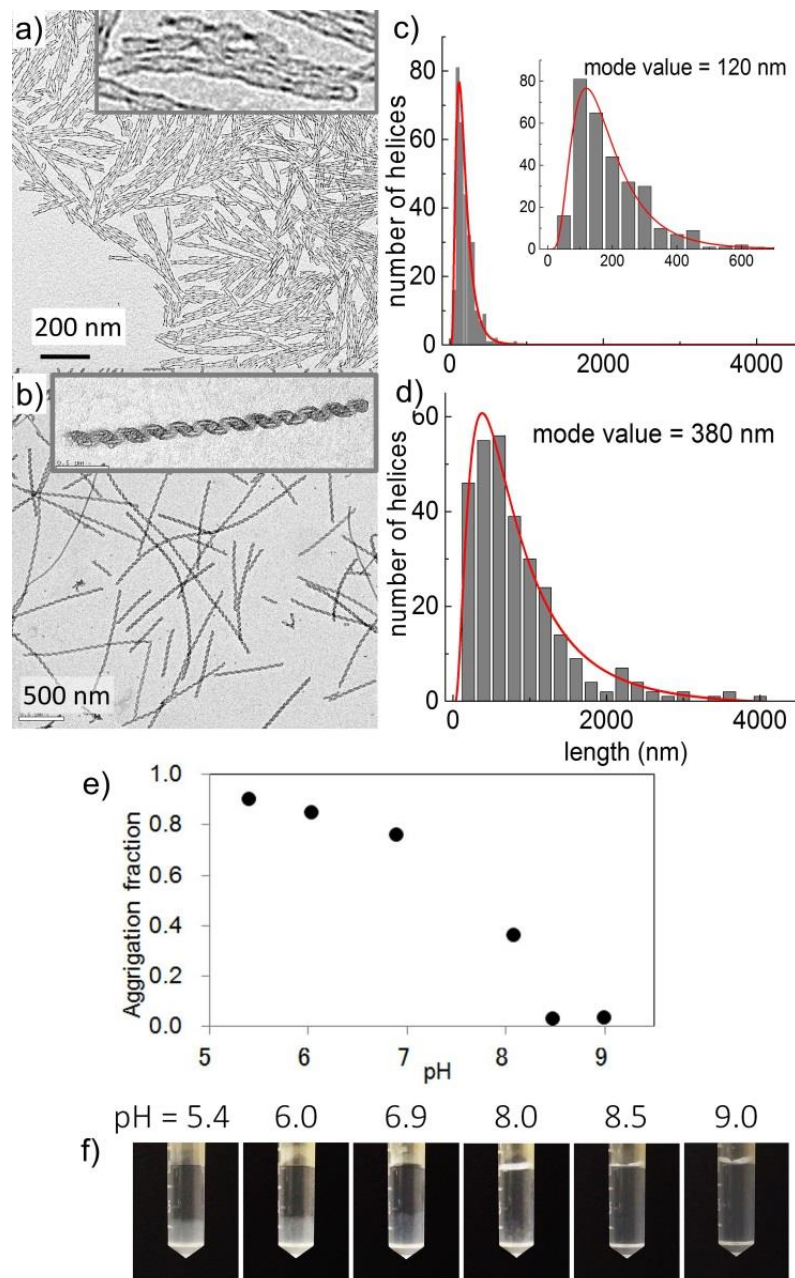 a)
200 nm
b)
500 nm
c)
number of helices
80
60
40
20
0
0
2000
4000
mode value = 120 nm
80
60
40
20
0
0
200
400
600
d)
number of helices
60
40
20
0
mode value = 380 nm
0
2000
4000
length (nm)
e)
Aggrigation fraction
1.0
0.8
0.6
0.4
0.2
0.0
5
6
7
8
9
pH
pH = 5.4
6.0
6.9
8.0
8.5
9.0
f)